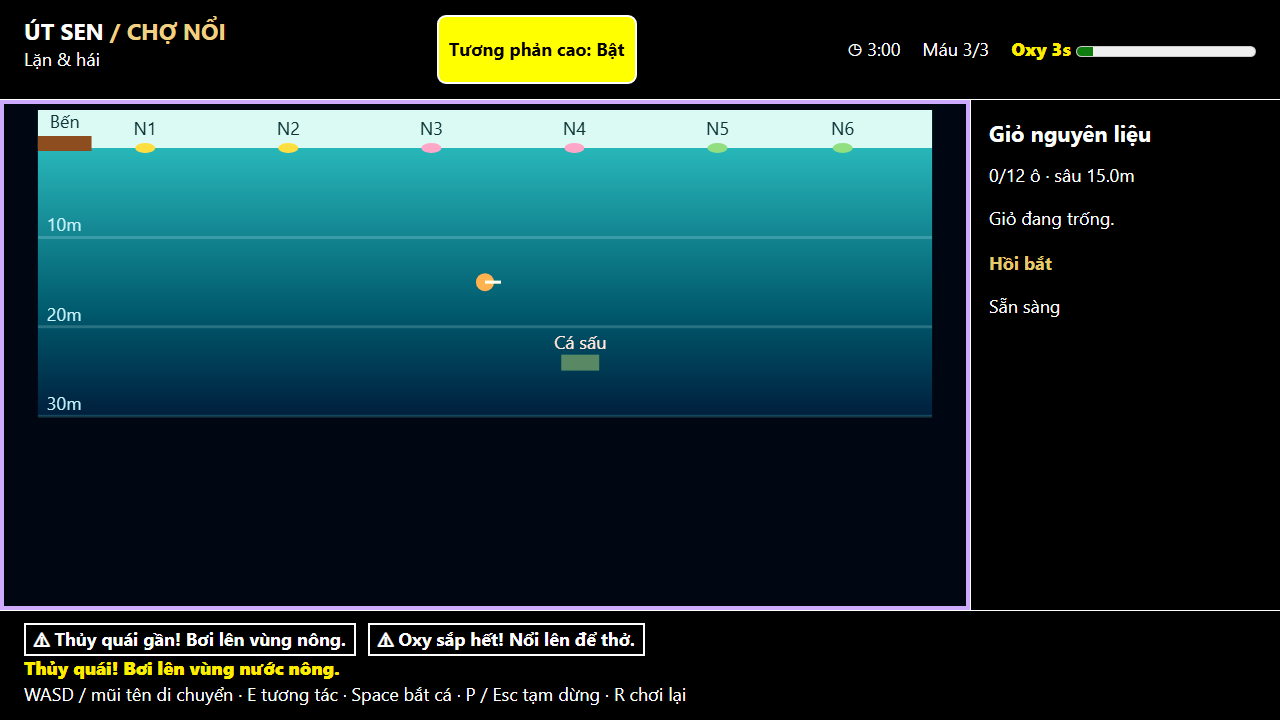 ÚT SEN / CHỢ NỔI
Lặn & hái
Tương phản cao: Bật
◷ 3:00 Máu 3/3 Oxy 3s
Bến N1 N2 N3 N4 N5 N6
10m
20m
Cá sấu
30m
Giỏ nguyên liệu
0/12 ô · sâu 15.0m
Giỏ đang trống.
Hồi bắt
Sẵn sàng
⚠ Thủy quái gần! Bơi lên vùng nông. ⚠ Oxy sắp hết! Nổi lên để thở.
Thủy quái! Bơi lên vùng nước nông.
WASD / mũi tên di chuyển · E tương tác · Space bắt cá · P / Esc tạm dừng · R chơi lại